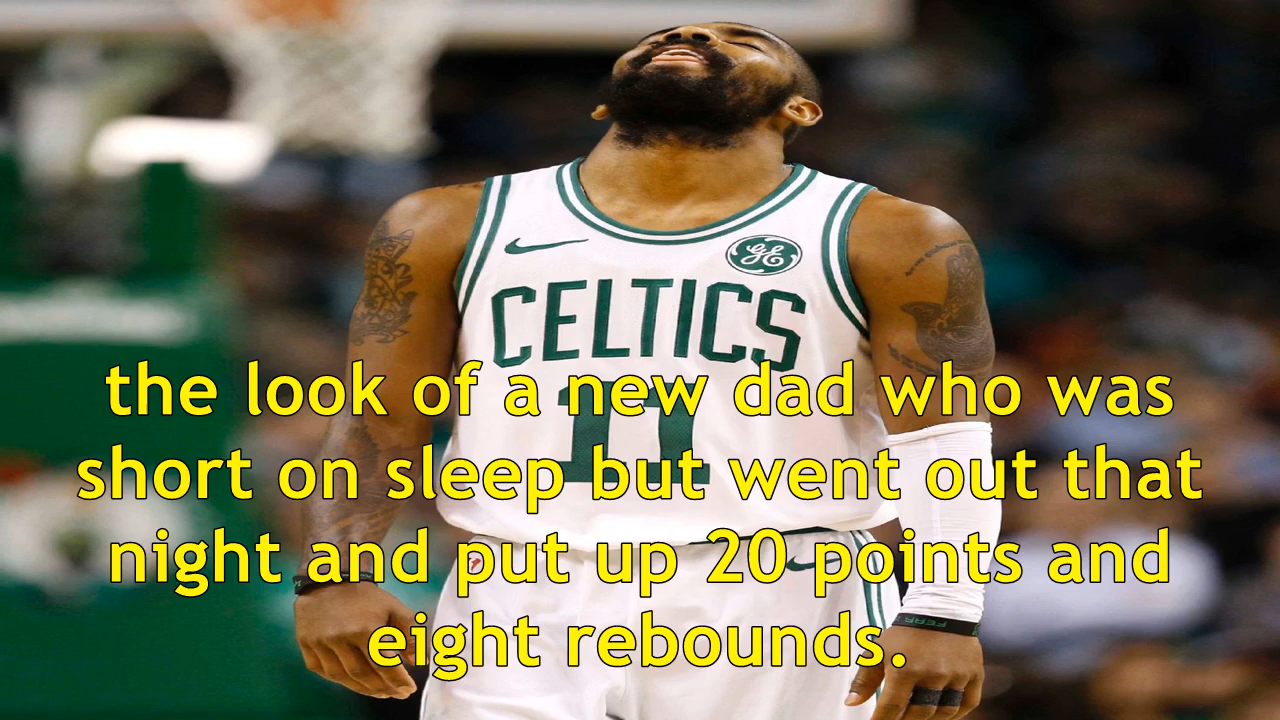 CELTICS
11
the look of a new dad who was
short on sleep but went out that
night and put up 20 points and
eight rebounds.